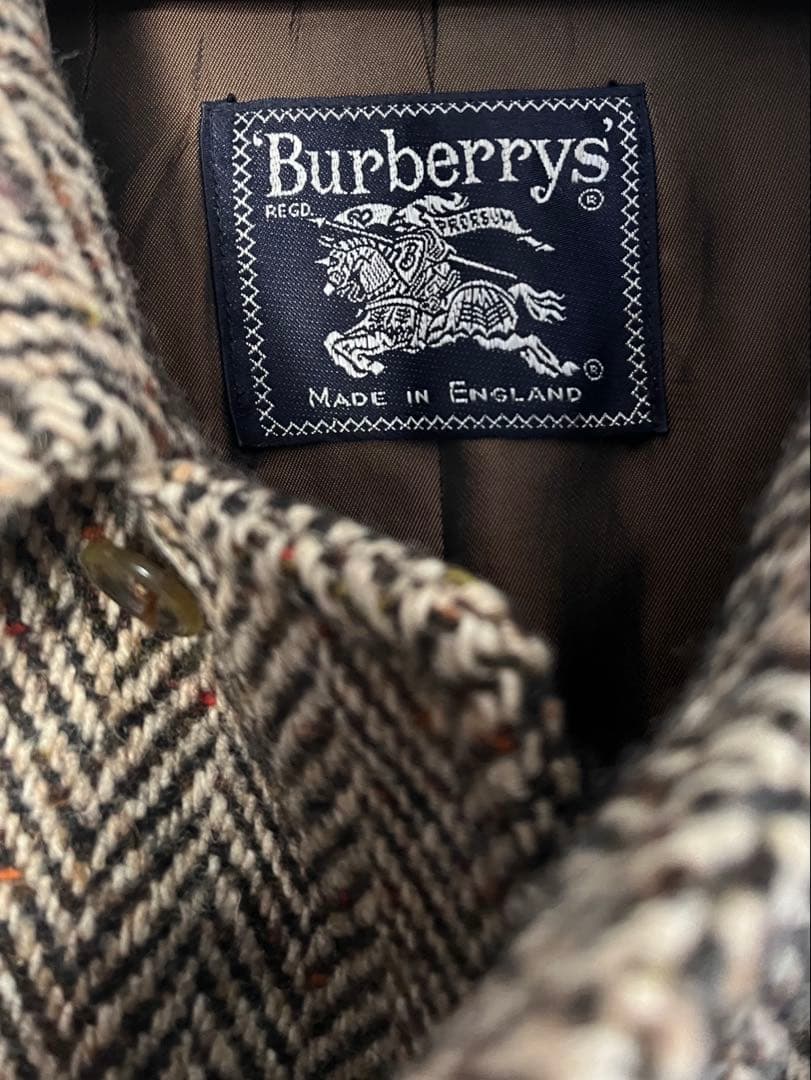 'Burberrys'®
REGD.
PRORSUM
®
MADE IN ENGLAND